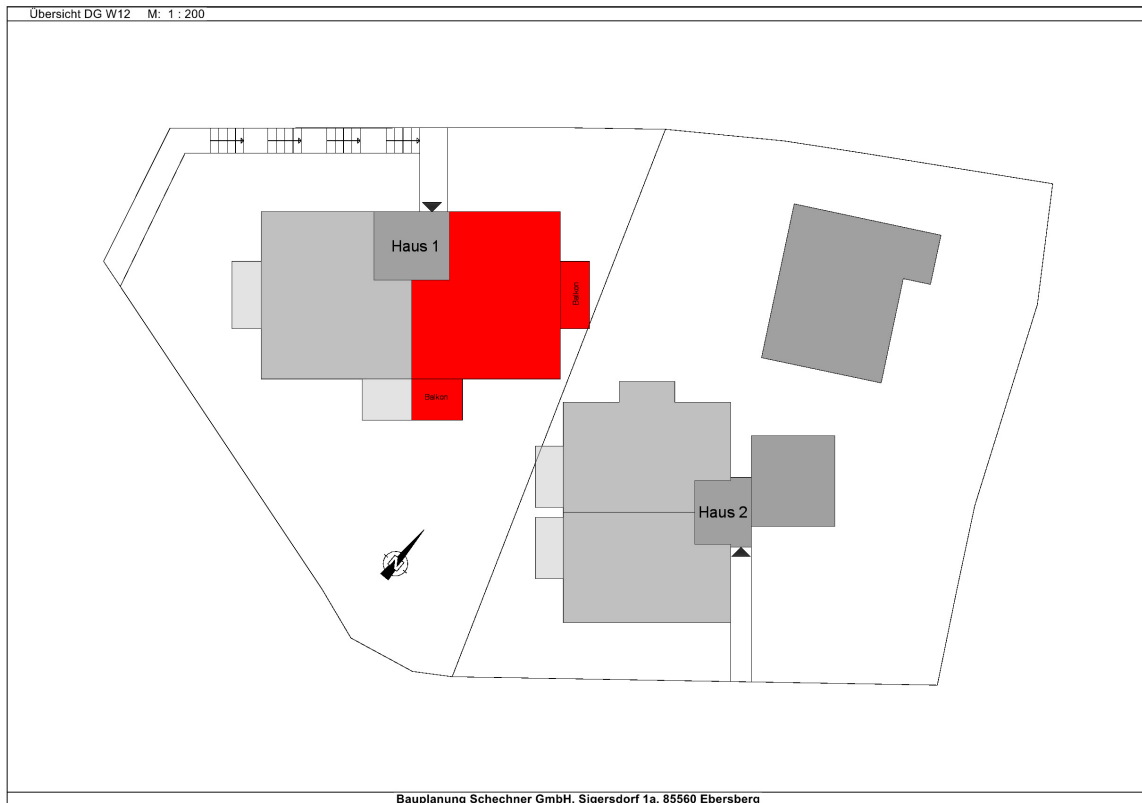 Übersicht DG W12 M: 1 : 200
Haus 1
Balkon
Balkon
Haus 2
N
Bauplanung Schechner GmbH, Sigersdorf 1a, 85560 Ebersberg